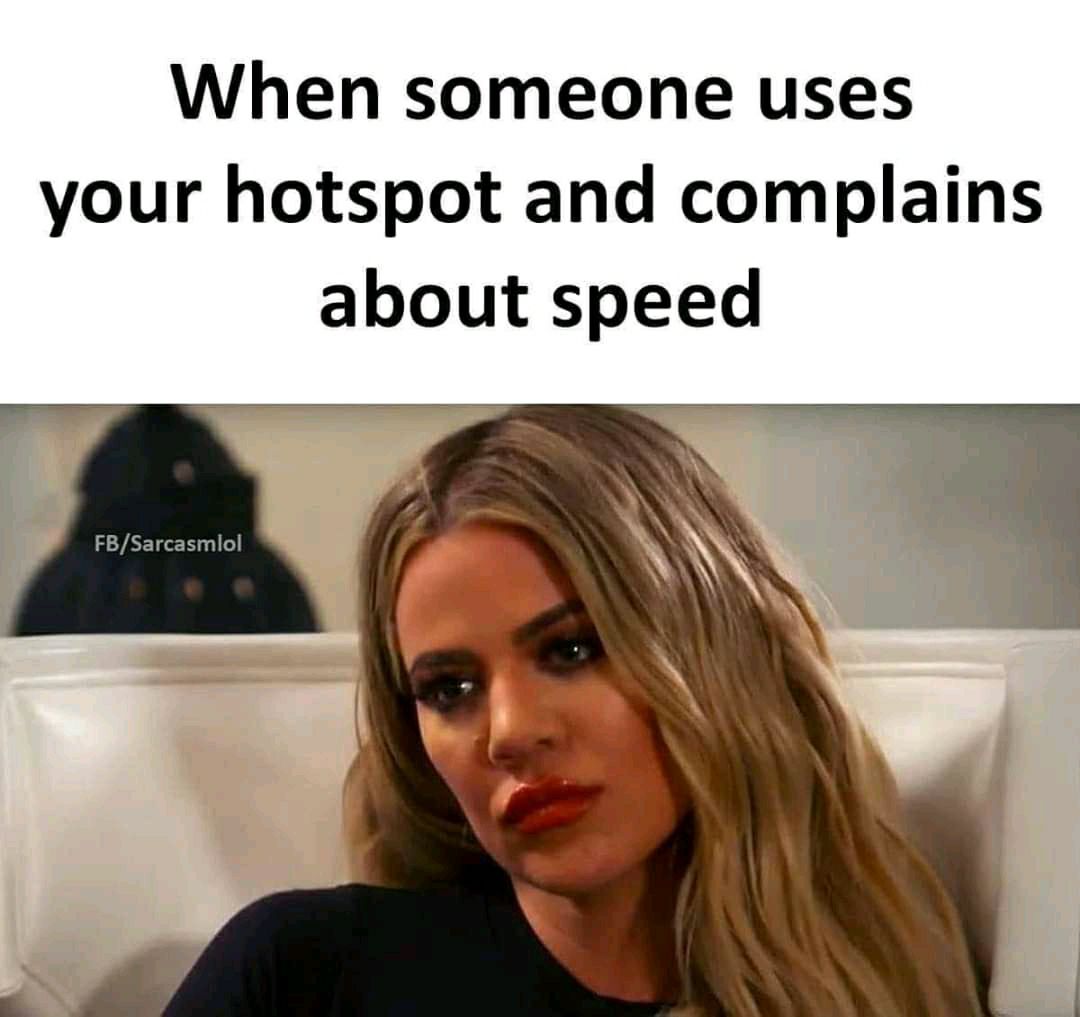 When someone uses
your hotspot and complains
about speed
FB/Sarcasmlol